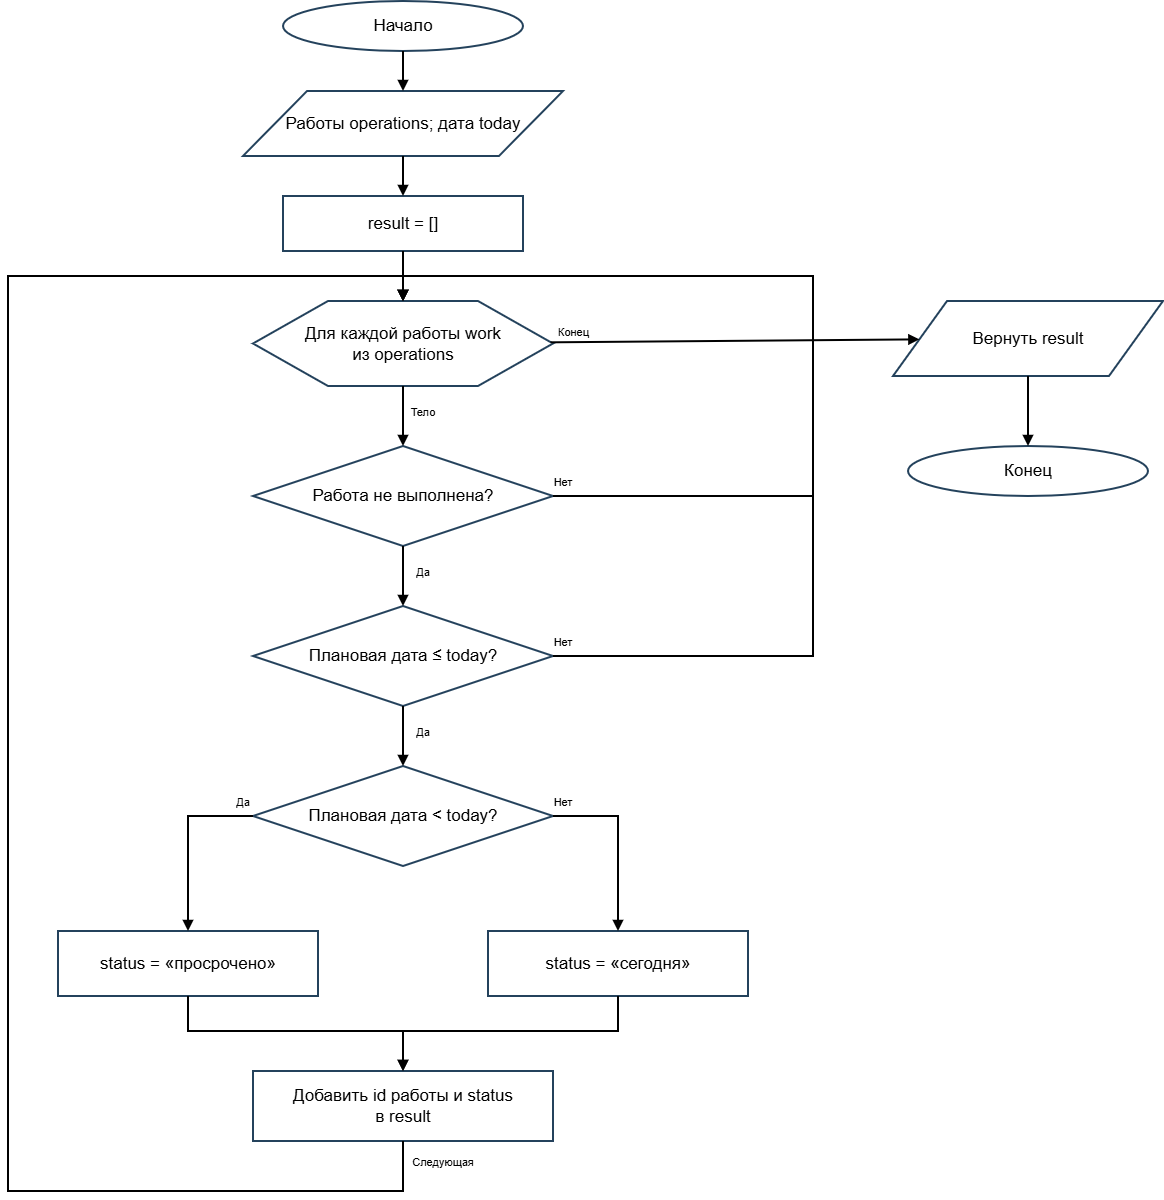 Начало
Работы operations; дата today
result = []
Для каждой работы work
из operations
Конец
Вернуть result
Тело
Конец
Работа не выполнена?
Нет
Да
Плановая дата ≤ today?
Нет
Да
Плановая дата < today?
Да
Нет
status = «просрочено»
status = «сегодня»
Добавить id работы и status
в result
Следующая